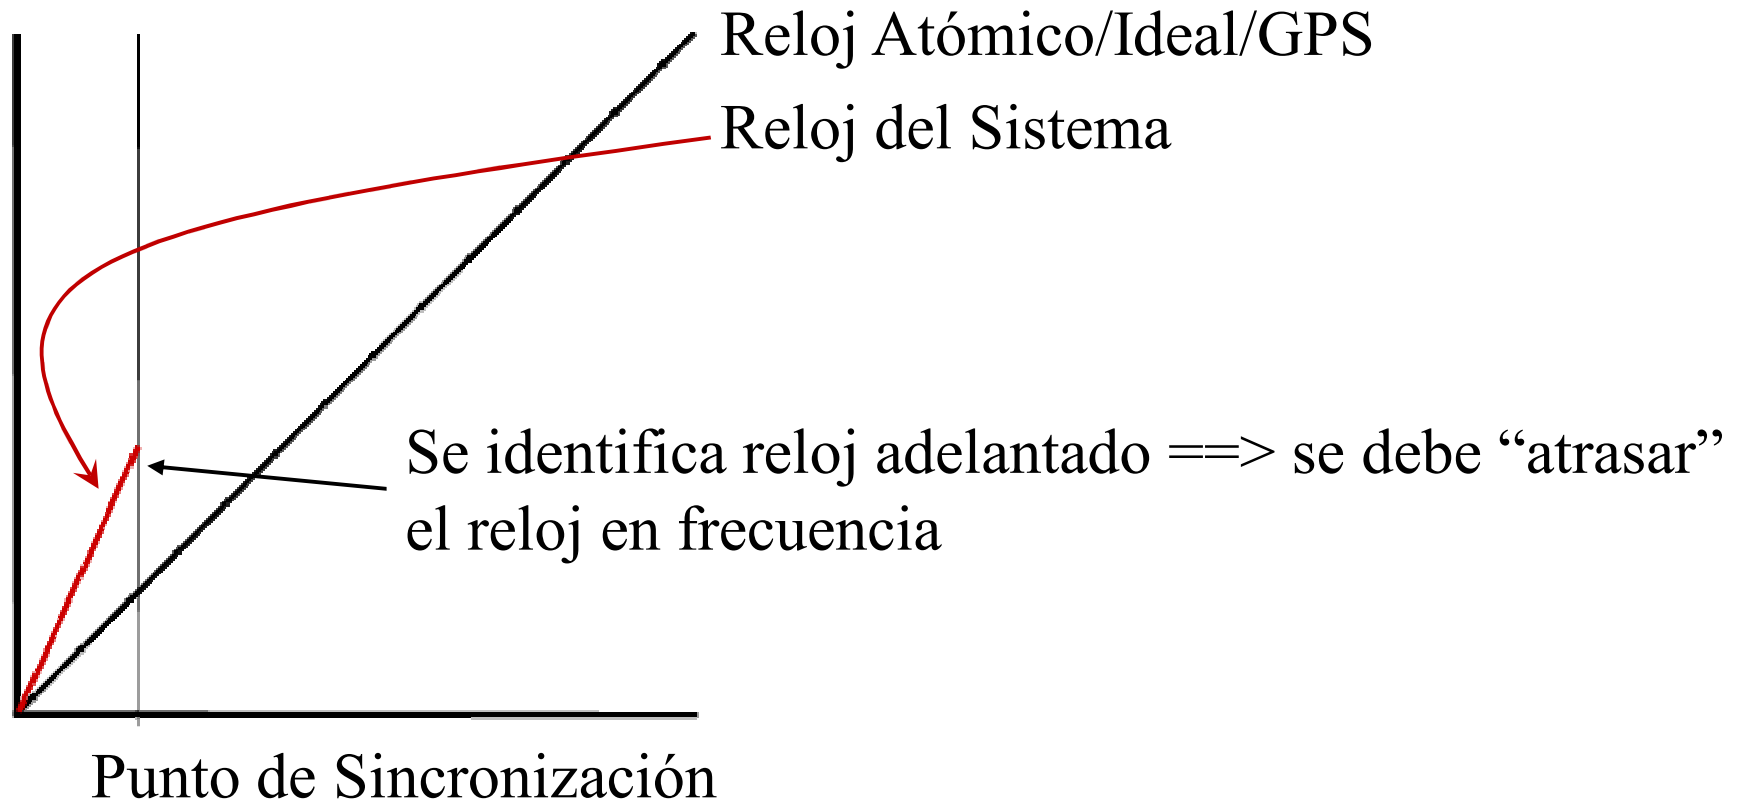 Reloj Atómico/Ideal/GPS
Reloj del Sistema
Se identifica reloj adelantado ==> se debe “atrasar”
el reloj en frecuencia
Punto de Sincronización